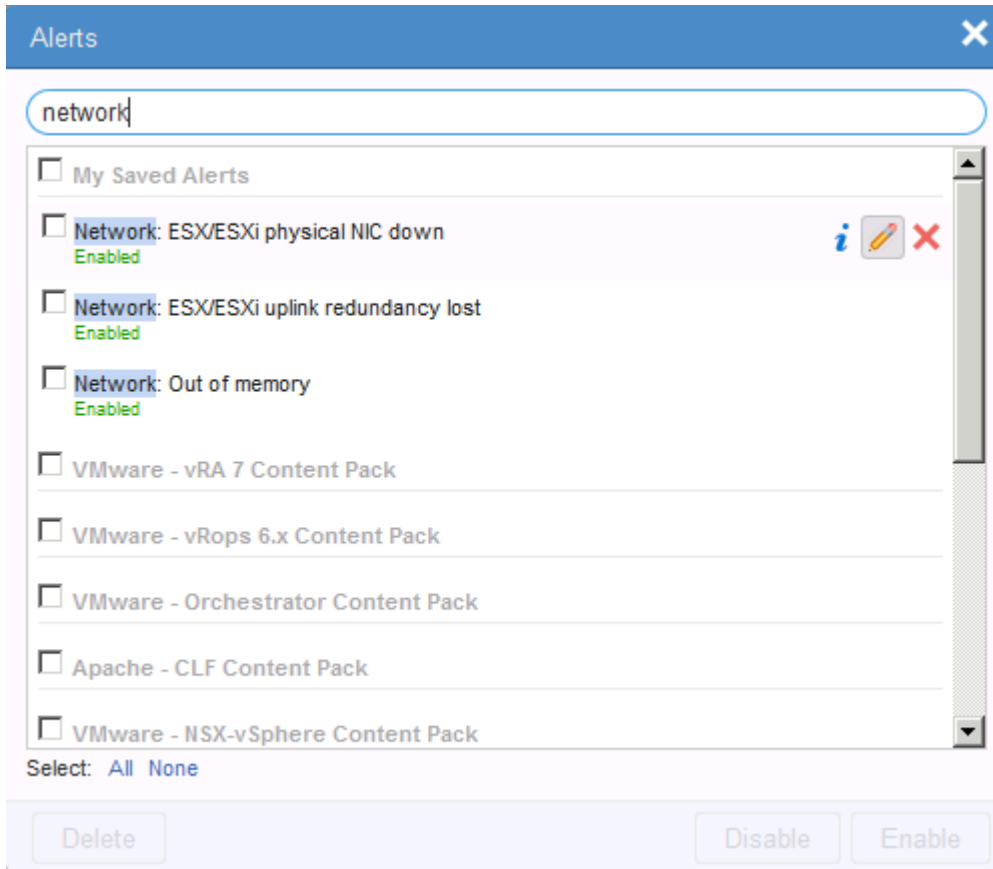 Alerts
network
My Saved Alerts
Network: ESX/ESXi physical NIC down
Enabled
Network: ESX/ESXi uplink redundancy lost
Enabled
Network: Out of memory
Enabled
VMware - vRA 7 Content Pack
VMware - vRops 6.x Content Pack
VMware - Orchestrator Content Pack
Apache - CLF Content Pack
VMware - NSX-vSphere Content Pack
Select: All None
Delete Disable Enable